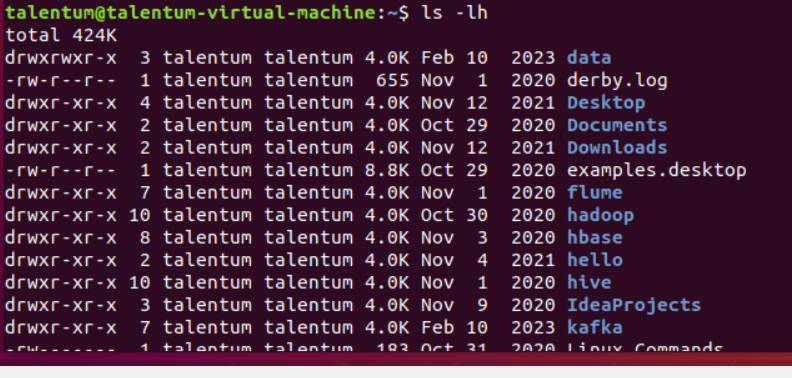 talentum@talentum-virtual-machine:~$ ls -lh
total 424K
drwxrwxr-x  3 talentum talentum 4.0K Feb 10  2023 data
-rw-r--r--  1 talentum talentum  655 Nov  1  2020 derby.log
drwxr-xr-x  4 talentum talentum 4.0K Nov 12  2021 Desktop
drwxr-xr-x  2 talentum talentum 4.0K Oct 29  2020 Documents
drwxr-xr-x  2 talentum talentum 4.0K Nov 12  2021 Downloads
-rw-r--r--  1 talentum talentum 8.8K Oct 29  2020 examples.desktop
drwxr-xr-x  7 talentum talentum 4.0K Nov  1  2020 flume
drwxr-xr-x 10 talentum talentum 4.0K Oct 30  2020 hadoop
drwxr-xr-x  8 talentum talentum 4.0K Nov  3  2020 hbase
drwxr-xr-x  2 talentum talentum 4.0K Nov  4  2021 hello
drwxr-xr-x 10 talentum talentum 4.0K Nov  1  2020 hive
drwxr-xr-x  3 talentum talentum 4.0K Nov  9  2020 IdeaProjects
drwxr-xr-x  7 talentum talentum 4.0K Feb 10  2023 kafka
-rw-------  1 talentum talentum  183 Oct 31  2020 Linux Commands